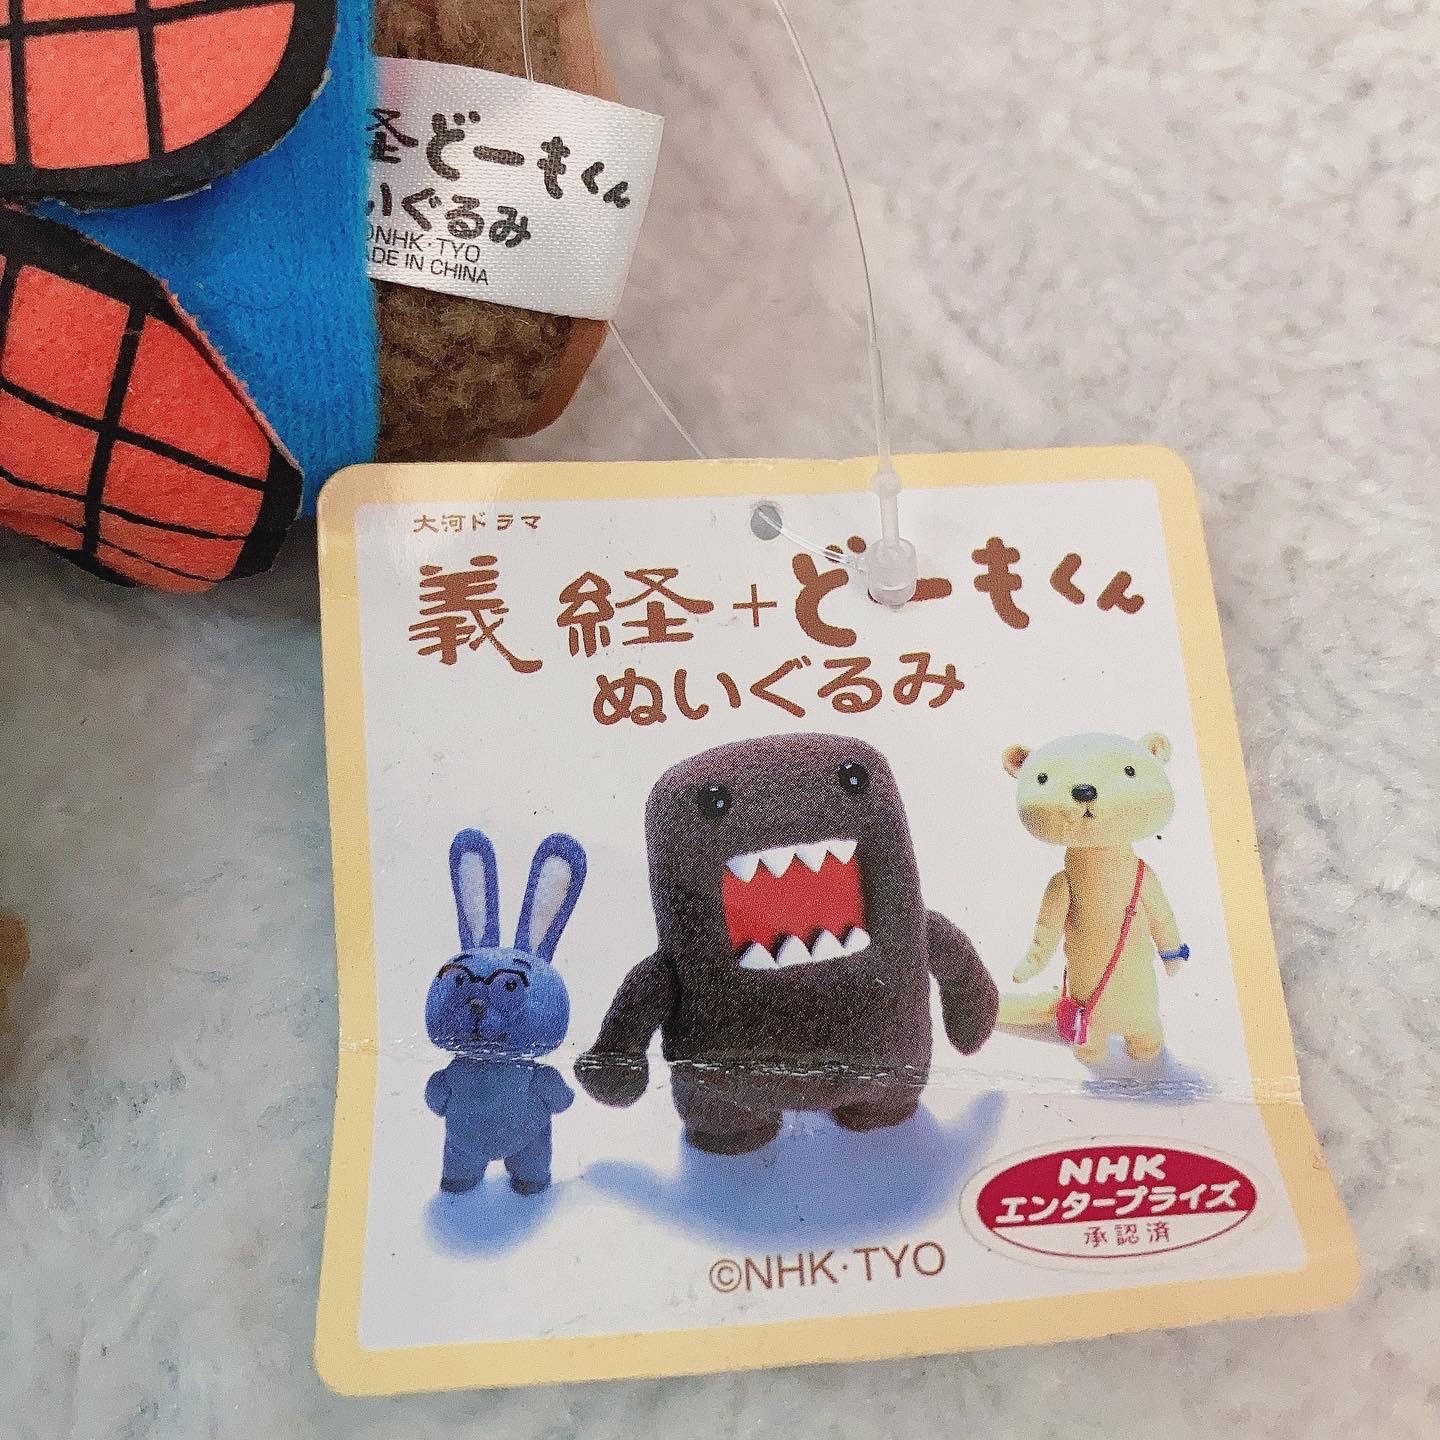 経どーもくん
いぐるみ
©NHK·TYO
ADE IN CHINA
大河ドラマ
義経+どーもくん
ぬいぐるみ
©NHK·TYO
NHK
エンタープライズ
承認済